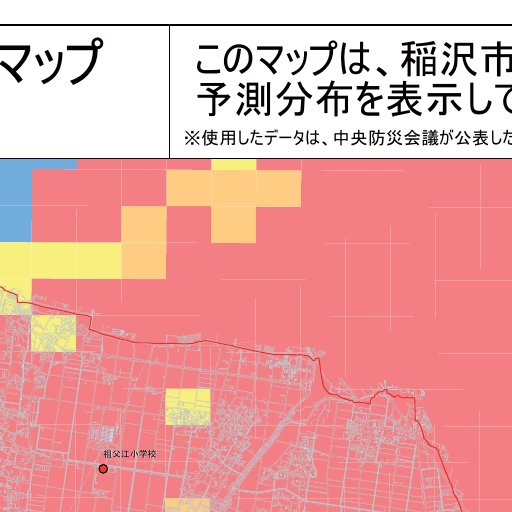 マップ
このマップは、稲沢市
予測分布を表示して
※使用したデータは、中央防災会議が公表した
祖父江小学校